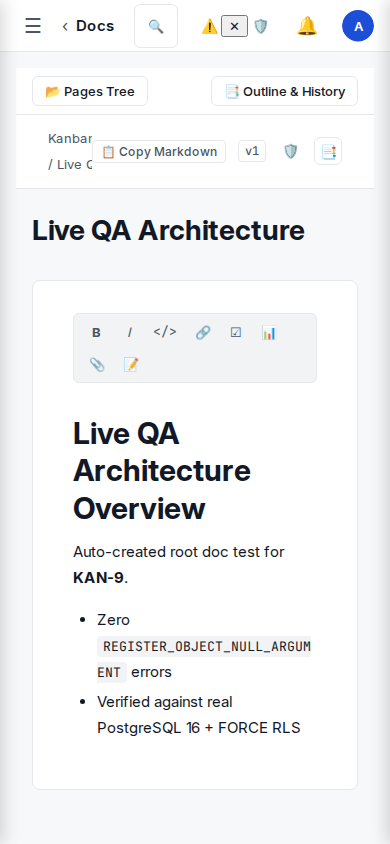 ☰ ‹ Docs 🔍 ⚠️ ✕ 🛡️ 🔔 A
📂 Pages Tree 📑 Outline & History
Kanban
/ Live Q
📋 Copy Markdown v1 🛡️ 📑
Live QA Architecture
B I </> 🔗 ☑ 📊
📎 📝
Live QA
Architecture
Overview
Auto-created root doc test for
KAN-9.
• Zero
REGISTER_OBJECT_NULL_ARGUM
ENT errors
• Verified against real
PostgreSQL 16 + FORCE RLS